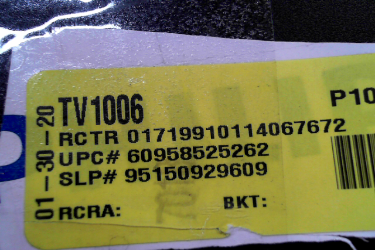 01-30-20
TV1006
P10
RCTR 01719910114067672
UPC# 60958525262
SLP# 95150929609
RCRA: BKT: